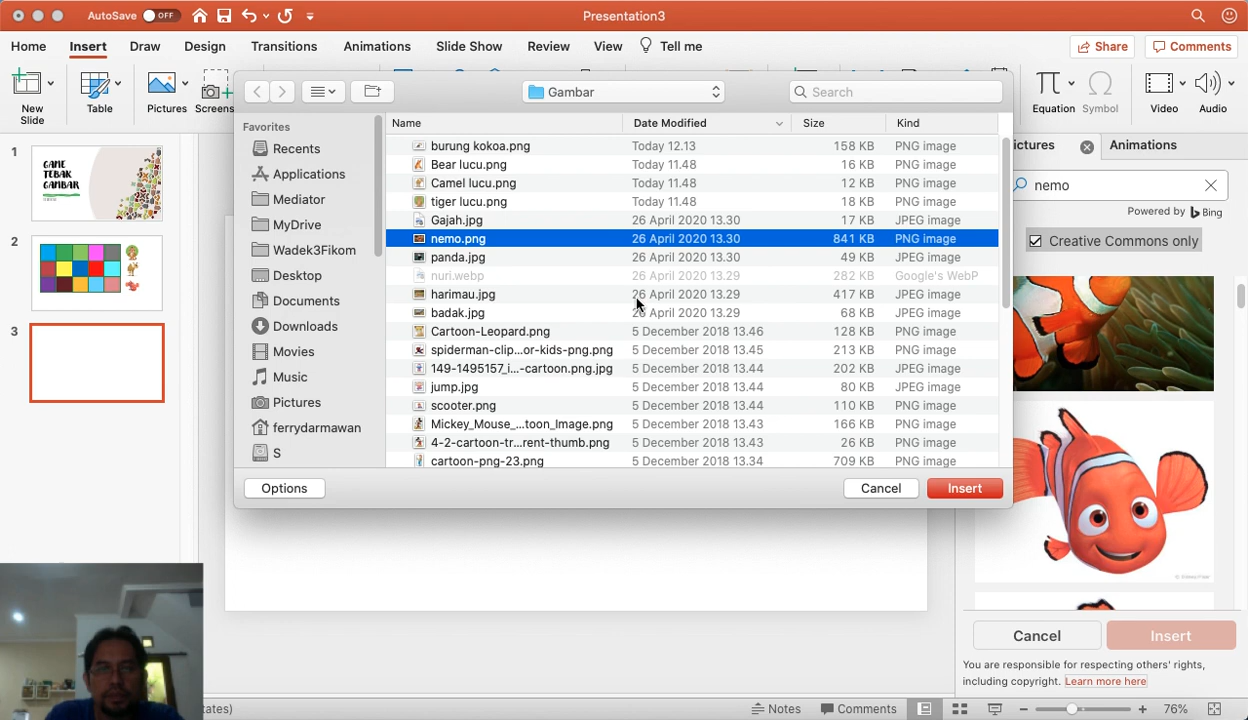 AutoSave OFF Presentation3
Home Insert Draw Design Transitions Animations Slide Show Review View Tell me Share Comments
New Slide
Table
Pictures
Screens
Equation
Symbol
Video
Audio
Gambar
Search
Favorites
Recents
Applications
Mediator
MyDrive
Wadek3Fikom
Desktop
Documents
Downloads
Movies
Music
Pictures
ferrydarmawan
S
Name Date Modified Size Kind
burung kokoa.png Today 12.13 158 KB PNG image
Bear lucu.png Today 11.48 16 KB PNG image
Camel lucu.png Today 11.48 12 KB PNG image
tiger lucu.png Today 11.48 18 KB PNG image
Gajah.jpg 26 April 2020 13.30 17 KB JPEG image
nemo.png 26 April 2020 13.30 841 KB PNG image
panda.jpg 26 April 2020 13.30 49 KB JPEG image
nuri.webp 26 April 2020 13.29 282 KB Google's WebP
harimau.jpg 26 April 2020 13.29 417 KB JPEG image
badak.jpg 26 April 2020 13.29 68 KB JPEG image
Cartoon-Leopard.png 5 December 2018 13.46 128 KB PNG image
spiderman-clip...or-kids-png.png 5 December 2018 13.45 213 KB PNG image
149-1495157_i...-cartoon.png.jpg 5 December 2018 13.44 202 KB JPEG image
jump.jpg 5 December 2018 13.44 80 KB JPEG image
scooter.png 5 December 2018 13.44 110 KB PNG image
Mickey_Mouse_...toon_Image.png 5 December 2018 13.43 166 KB PNG image
4-2-cartoon-tr...rent-thumb.png 5 December 2018 13.43 26 KB PNG image
cartoon-png-23.png 5 December 2018 13.34 709 KB PNG image
Options Cancel Insert
1
GAME
TEBAK
GAMBAR
2
3
ictures Animations
nemo
Powered by Bing
Creative Commons only
Cancel Insert
You are responsible for respecting others' rights,
including copyright. Learn more here
tates) Notes Comments 76%